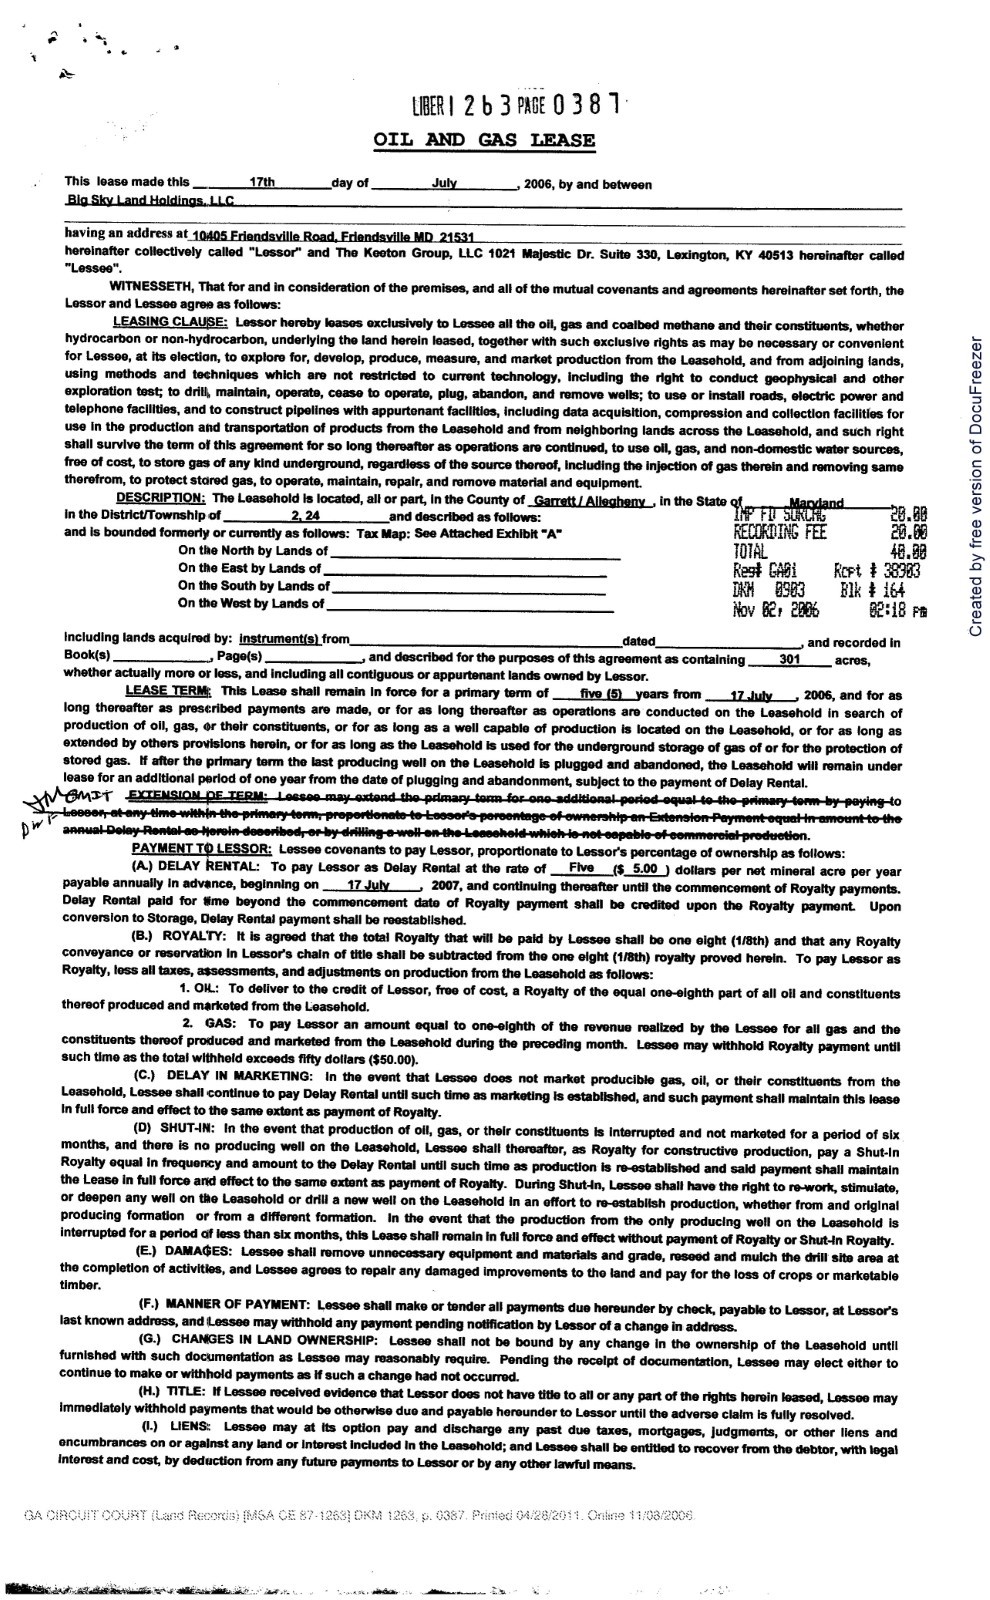 LIBER 1263 PAGE 0387
OIL AND GAS LEASE
This lease made this 17th day of July, 2006, by and between
Big Sky Land Holdings, LLC
having an address at 10405 Friendsville Road, Friendsville MD 21531
hereinafter collectively called "Lessor" and The Keeton Group, LLC 1021 Majestic Dr. Suite 330, Lexington, KY 40513 hereinafter called
"Lessee".
WITNESSETH, That for and in consideration of the premises, and all of the mutual covenants and agreements hereinafter set forth, the
Lessor and Lessee agree as follows:
LEASING CLAUSE: Lessor hereby leases exclusively to Lessee all the oil, gas and coalbed methane and their constituents, whether
hydrocarbon or non-hydrocarbon, underlying the land herein leased, together with such exclusive rights as may be necessary or convenient
for Lessee, at its election, to explore for, develop, produce, measure, and market production from the Leasehold, and from adjoining lands,
using methods and techniques which are not restricted to current technology, including the right to conduct geophysical and other
exploration test; to drill, maintain, operate, cease to operate, plug, abandon, and remove wells; to use or install roads, electric power and
telephone facilities, and to construct pipelines with appurtenant facilities, including data acquisition, compression and collection facilities for
use in the production and transportation of products from the Leasehold and from neighboring lands across the Leasehold, and such right
shall survive the term of this agreement for so long thereafter as operations are continued, to use oil, gas, and non-domestic water sources,
free of cost, to store gas of any kind underground, regardless of the source thereof, including the injection of gas therein and removing same
therefrom, to protect stored gas, to operate, maintain, repair, and remove material and equipment.
DESCRIPTION: The Leasehold is located, all or part, in the County of Garrett / Allegheny, in the State of Maryland
in the District/Township of 2, 24 and described as follows:
and is bounded formerly or currently as follows: Tax Map: See Attached Exhibit "A"
On the North by Lands of
On the East by Lands of
On the South by Lands of
On the West by Lands of
IMP FD SURCHG 20.00
RECORDING FEE 20.00
TOTAL 40.00
Reg# GA01 Rcpt # 38903
DKM 0903 Blk # 164
Nov 02, 2006 02:18 pm
including lands acquired by: instrument(s) from dated, and recorded in
Book(s), Page(s), and described for the purposes of this agreement as containing 301 acres,
whether actually more or less, and including all contiguous or appurtenant lands owned by Lessor.
LEASE TERM: This Lease shall remain in force for a primary term of five (5) years from 17 July, 2006, and for as
long thereafter as prescribed payments are made, or for as long thereafter as operations are conducted on the Leasehold in search of
production of oil, gas, or their constituents, or for as long as a well capable of production is located on the Leasehold, or for as long as
extended by others provisions herein, or for as long as the Leasehold is used for the underground storage of gas of or for the protection of
stored gas. If after the primary term the last producing well on the Leasehold is plugged and abandoned, the Leasehold will remain under
lease for an additional period of one year from the date of plugging and abandonment, subject to the payment of Delay Rental.
OMIT EXTENSION OF TERM: Lessee may extend the primary term for one additional period equal to the primary term by paying to
Lessor, at any time within the primary term, proportionate to Lessor's percentage of ownership an Extension Payment equal in amount to the
annual Delay Rental as herein described, or by drilling a well on the Leasehold which is not capable of commercial production.
PAYMENT TO LESSOR: Lessee covenants to pay Lessor, proportionate to Lessor's percentage of ownership as follows:
(A.) DELAY RENTAL: To pay Lessor as Delay Rental at the rate of Five ($ 5.00 ) dollars per net mineral acre per year
payable annually in advance, beginning on 17 July, 2007, and continuing thereafter until the commencement of Royalty payments.
Delay Rental paid for time beyond the commencement date of Royalty payment shall be credited upon the Royalty payment. Upon
conversion to Storage, Delay Rental payment shall be reestablished.
(B.) ROYALTY: It is agreed that the total Royalty that will be paid by Lessee shall be one eight (1/8th) and that any Royalty
conveyance or reservation in Lessor's chain of title shall be subtracted from the one eight (1/8th) royalty proved herein. To pay Lessor as
Royalty, less all taxes, assessments, and adjustments on production from the Leasehold as follows:
1. OIL: To deliver to the credit of Lessor, free of cost, a Royalty of the equal one-eighth part of all oil and constituents
thereof produced and marketed from the Leasehold.
2. GAS: To pay Lessor an amount equal to one-eighth of the revenue realized by the Lessee for all gas and the
constituents thereof produced and marketed from the Leasehold during the preceding month. Lessee may withhold Royalty payment until
such time as the total withheld exceeds fifty dollars ($50.00).
(C.) DELAY IN MARKETING: In the event that Lessee does not market producible gas, oil, or their constituents from the
Leasehold, Lessee shall continue to pay Delay Rental until such time as marketing is established, and such payment shall maintain this lease
in full force and effect to the same extent as payment of Royalty.
(D) SHUT-IN: In the event that production of oil, gas, or their constituents is interrupted and not marketed for a period of six
months, and there is no producing well on the Leasehold, Lessee shall thereafter, as Royalty for constructive production, pay a Shut-In
Royalty equal in frequency and amount to the Delay Rental until such time as production is re-established and said payment shall maintain
the Lease in full force and effect to the same extent as payment of Royalty. During Shut-In, Lessee shall have the right to re-work, stimulate,
or deepen any well on the Leasehold or drill a new well on the Leasehold in an effort to re-establish production, whether from and original
producing formation or from a different formation. In the event that the production from the only producing well on the Leasehold is
interrupted for a period of less than six months, this Lease shall remain in full force and effect without payment of Royalty or Shut-In Royalty.
(E.) DAMAGES: Lessee shall remove unnecessary equipment and materials and grade, reseed and mulch the drill site area at
the completion of activities, and Lessee agrees to repair any damaged improvements to the land and pay for the loss of crops or marketable
timber.
(F.) MANNER OF PAYMENT: Lessee shall make or tender all payments due hereunder by check, payable to Lessor, at Lessor's
last known address, and Lessee may withhold any payment pending notification by Lessor of a change in address.
(G.) CHANGES IN LAND OWNERSHIP: Lessee shall not be bound by any change in the ownership of the Leasehold until
furnished with such documentation as Lessee may reasonably require. Pending the receipt of documentation, Lessee may elect either to
continue to make or withhold payments as if such a change had not occurred.
(H.) TITLE: If Lessee received evidence that Lessor does not have title to all or any part of the rights herein leased, Lessee may
immediately withhold payments that would be otherwise due and payable hereunder to Lessor until the adverse claim is fully resolved.
(I.) LIENS: Lessee may at its option pay and discharge any past due taxes, mortgages, judgments, or other liens and
encumbrances on or against any land or interest included in the Leasehold; and Lessee shall be entitled to recover from the debtor, with legal
interest and cost, by deduction from any future payments to Lessor or by any other lawful means.
GA CIRCUIT COURT (Land Records) [MSA CE 87-1263] DKM 1263, p. 0387. Printed 04/28/2011. Online 11/03/2006.
Created by free version of DocuFreezer